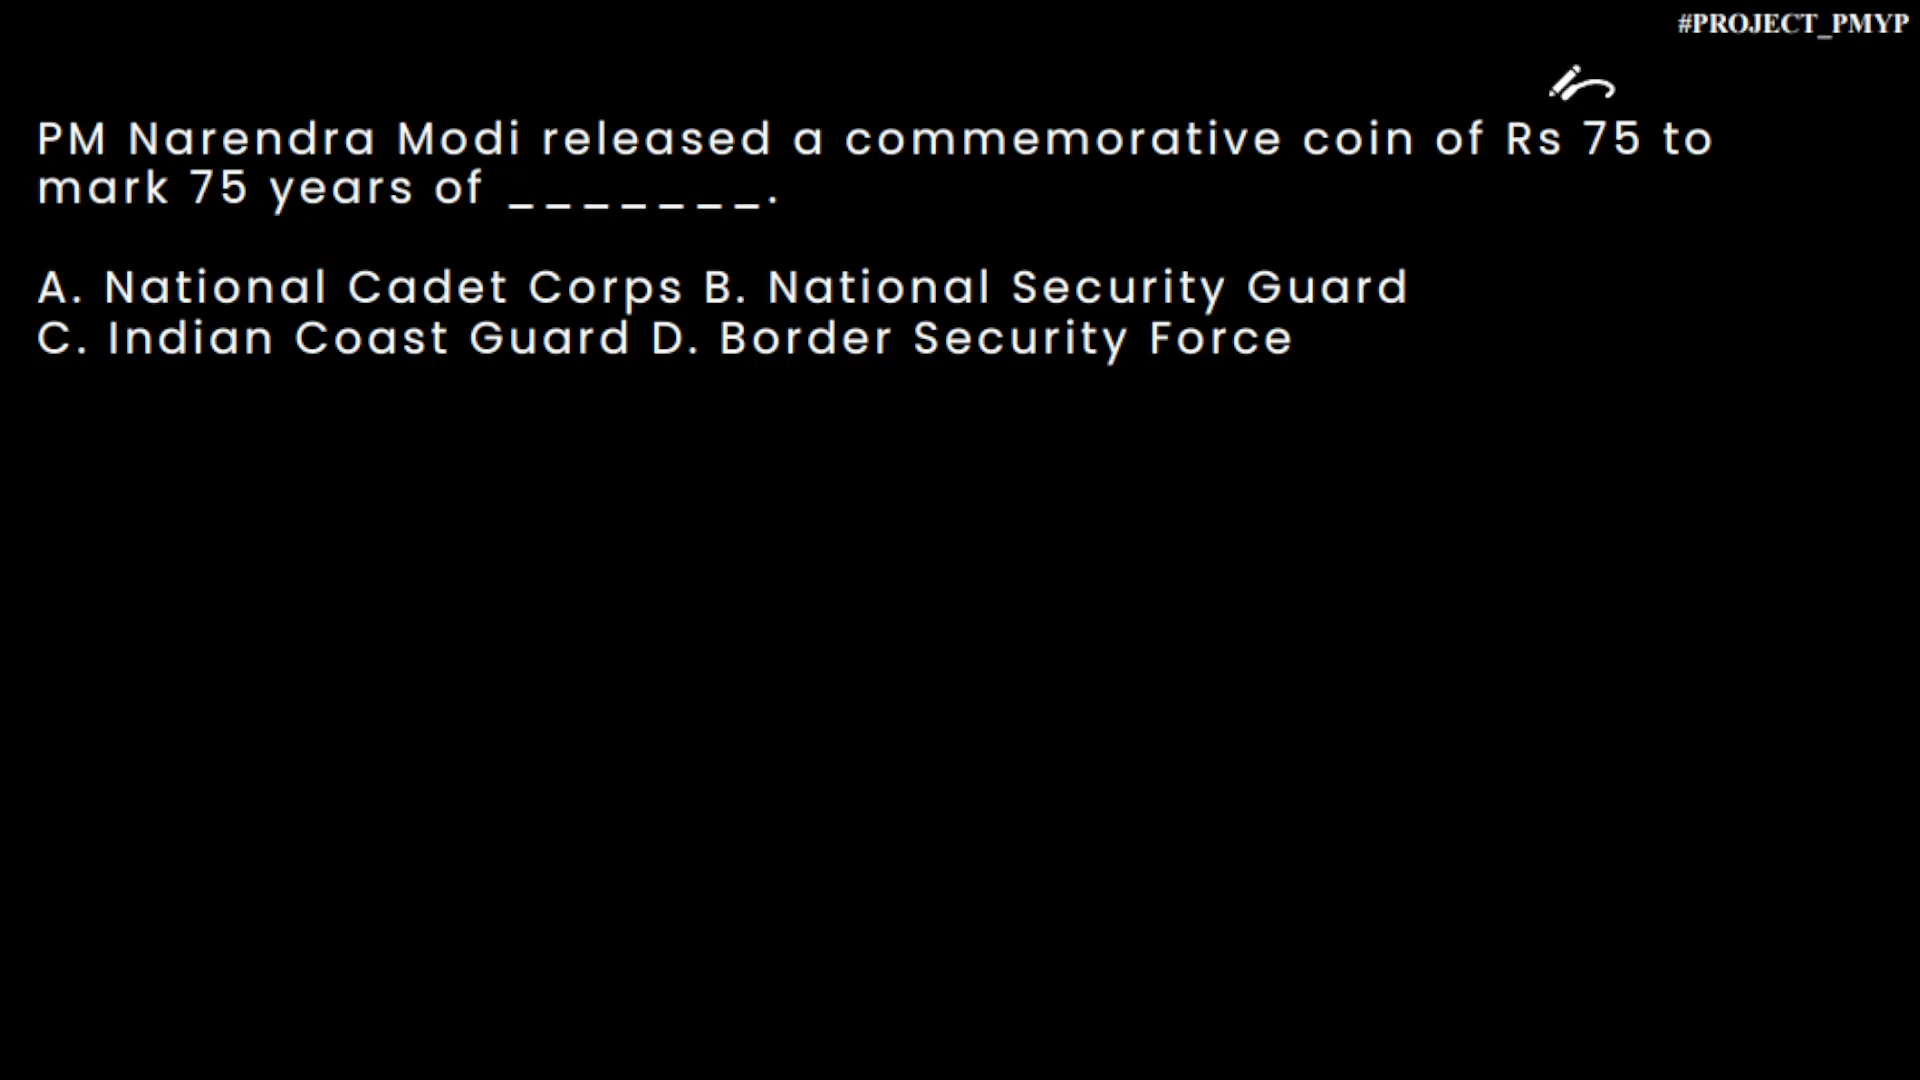 #PROJECT_PMYP
PM Narendra Modi released a commemorative coin of Rs 75 to
mark 75 years of _______.
A. National Cadet Corps B. National Security Guard
C. Indian Coast Guard D. Border Security Force